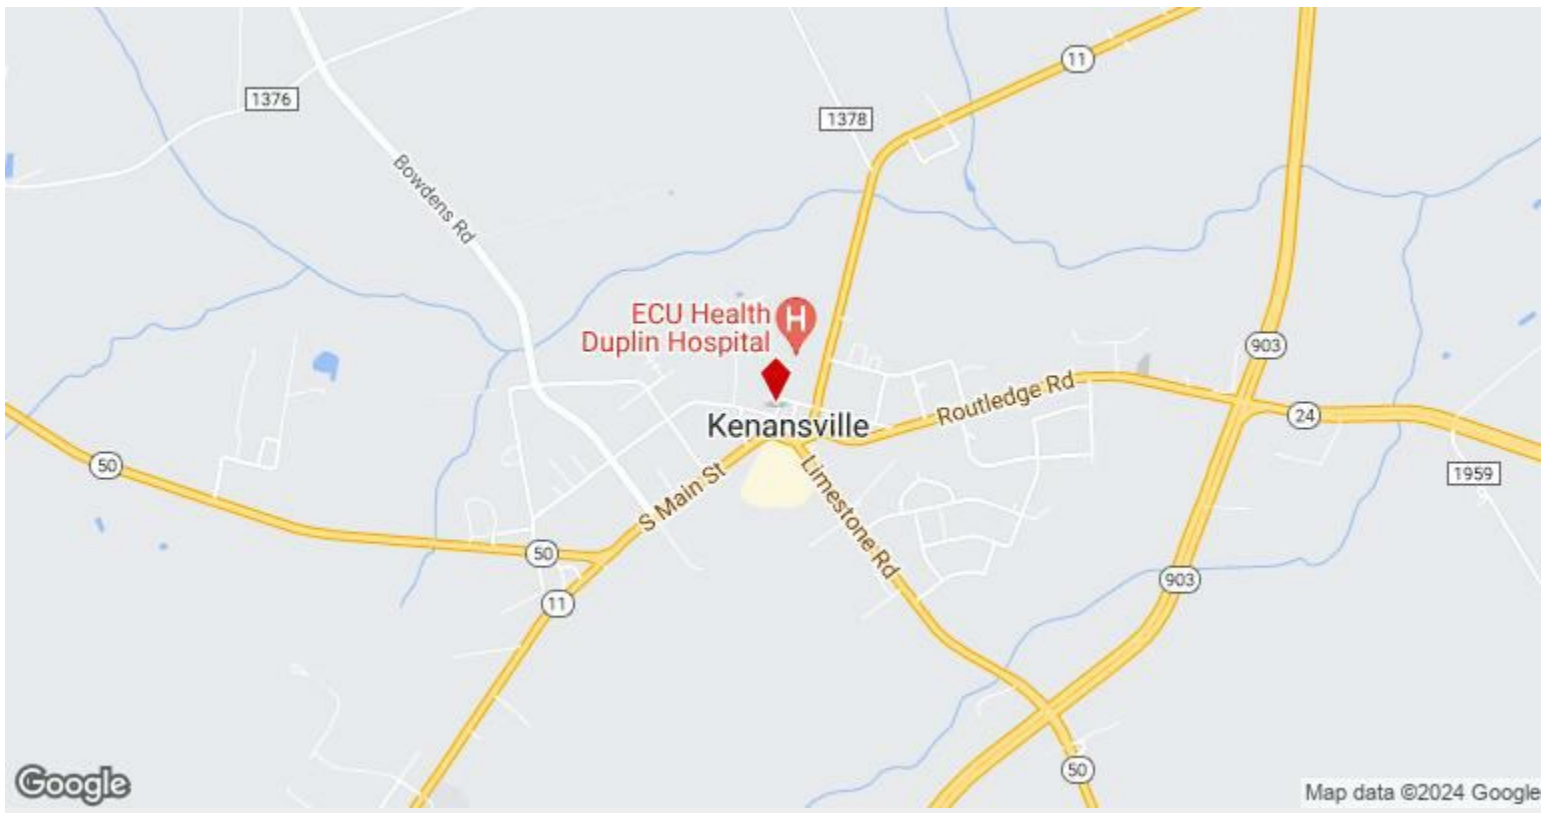 11
1376
1378
Bowdens Rd
ECU Health
Duplin Hospital
H
903
Routledge Rd
24
Kenansville
50
1959
S Main St
Limestone Rd
50
903
11
50
Google
Map data ©2024 Google